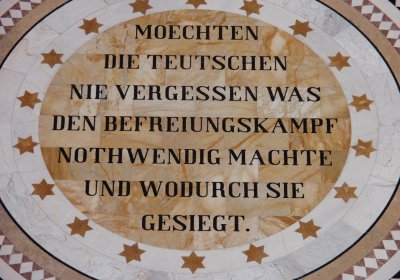 MOECHTEN
DIE TEUTSCHEN
NIE VERGESSEN WAS
DEN BEFREIUNGSKAMPF
NOTHWENDIG MACHTE
UND WODURCH SIE
GESIEGT.